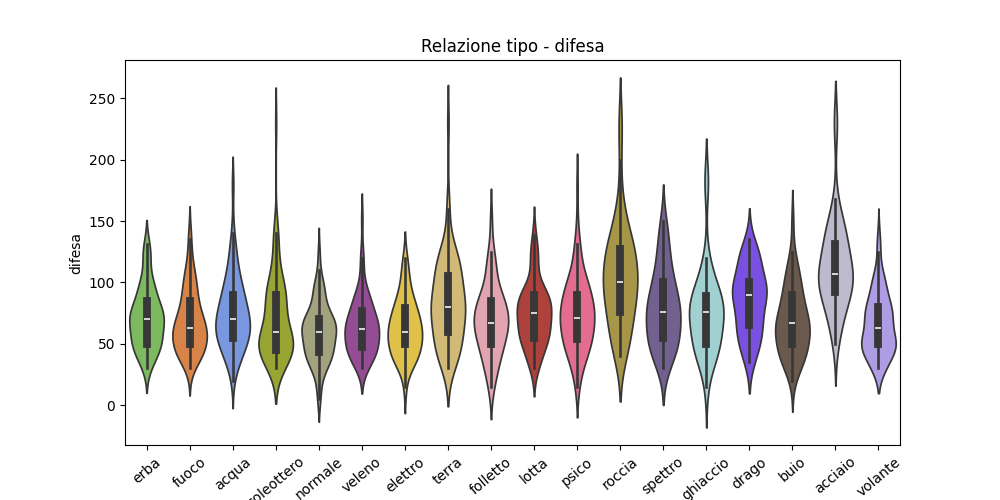 Relazione tipo - difesa
difesa
250
200
150
100
50
0
erba
fuoco
acqua
oleottero
normale
veleno
elettro
terra
folletto
lotta
psico
roccia
spettro
ghiaccio
drago
buio
acciaio
volante